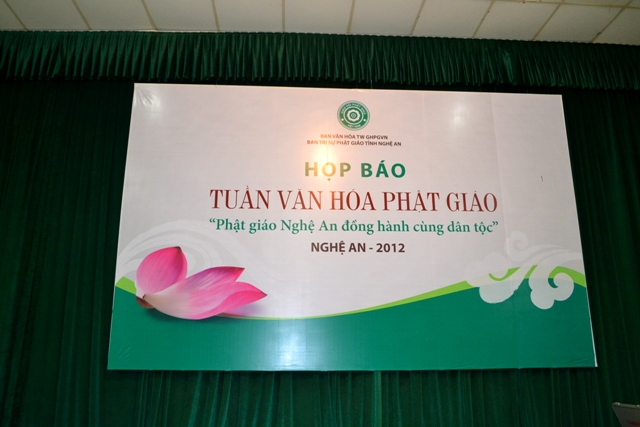 BAN VĂN HÓA TW GHPGVN
BAN TRỊ SỰ PHẬT GIÁO TỈNH NGHỆ AN
HỌP BÁO
TUẦN VĂN HÓA PHẬT GIÁO
“Phật giáo Nghệ An đồng hành cùng dân tộc”
NGHỆ AN - 2012